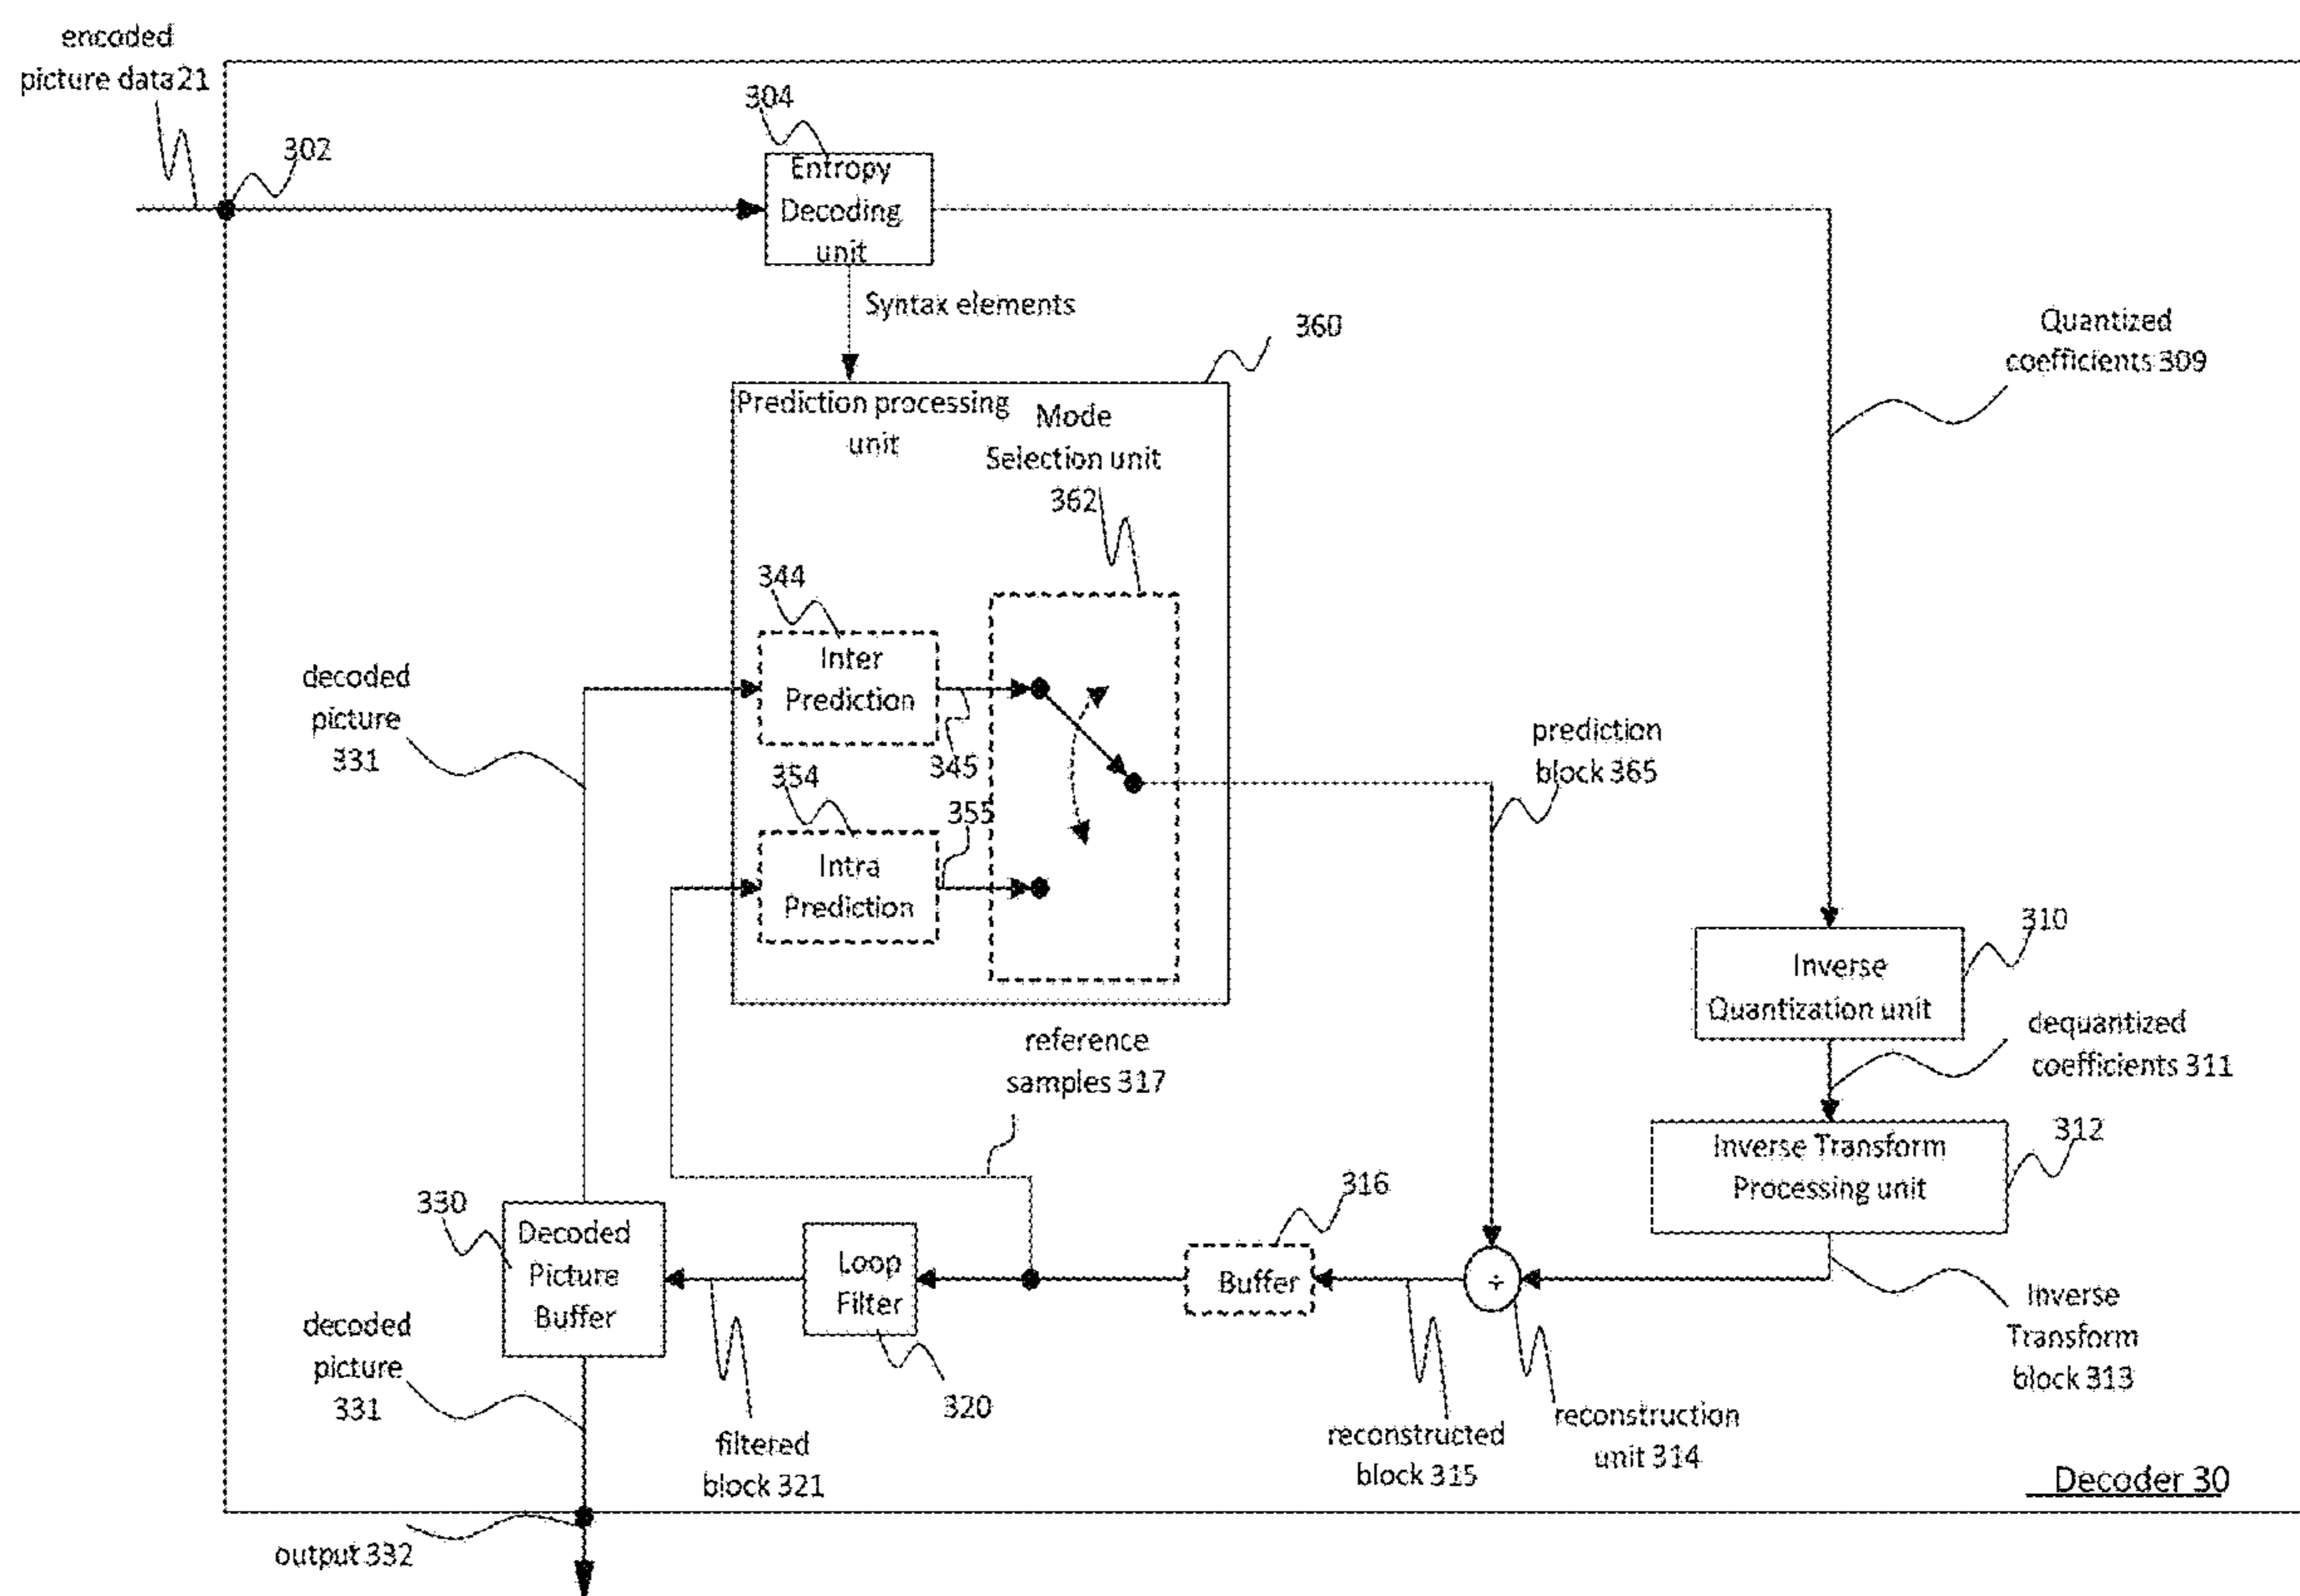 encoded
picture data 21
302
304
Entropy
Decoding
unit
Syntax elements
360
Quantized
coefficients 309
Prediction processing
unit
Mode
Selection unit
362
344
Inter
Prediction
345
decoded
picture
331
354
355
Intra
Prediction
prediction
block 365
310
Inverse
Quantization unit
dequantized
coefficients 311
reference
samples 317
312
Inverse Transform
Processing unit
316
Buffer
+
330
Decoded
Picture
Buffer
Loop
Filter
320
Inverse
Transform
block 313
decoded
picture
331
filtered
block 321
reconstructed
block 315
reconstruction
unit 314
Decoder 30
output 332